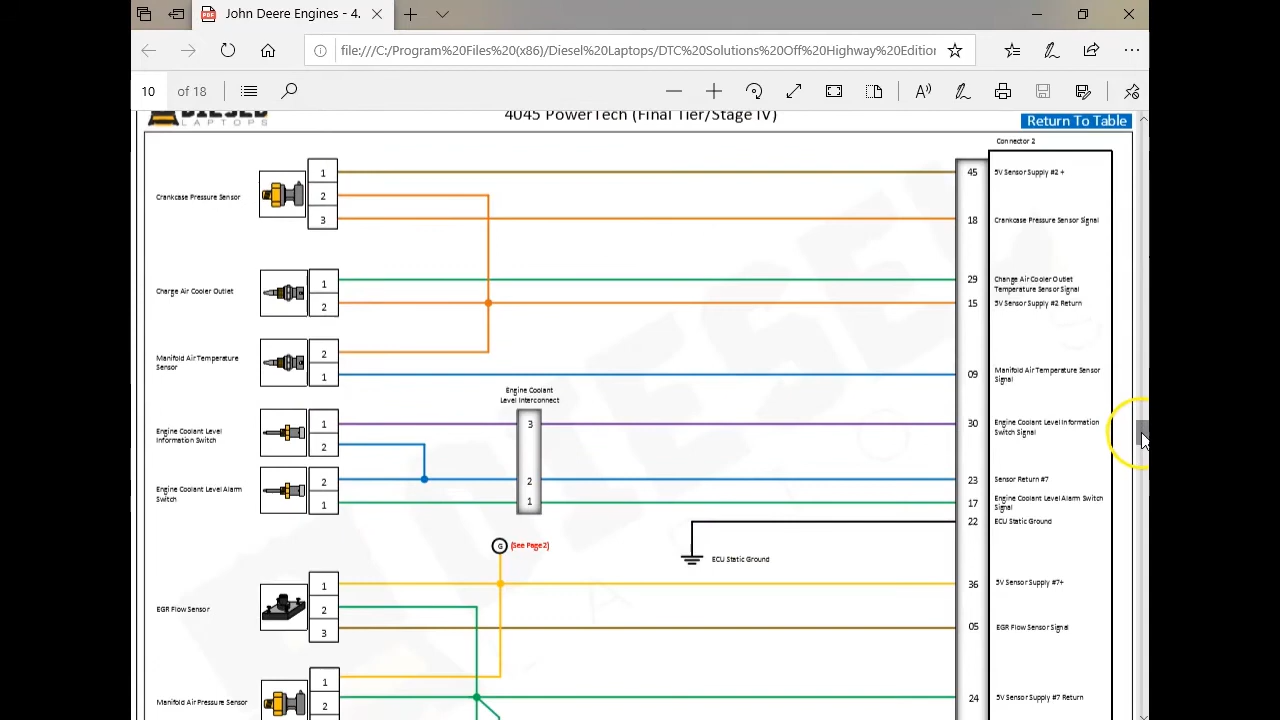 John Deere Engines - 4.
file:///C:/Program%20Files%20(x86)/Diesel%20Laptops/DTC%20Solutions%20Off%20Highway%20Edition
10 of 18
DIESEL
LAPTOPS
4045 PowerTech (Final Tier/Stage IV)
Return To Table
Connector 2
Crankcase Pressure Sensor
1
2
3
45 5V Sensor Supply #2 +
18 Crankcase Pressure Sensor Signal
Charge Air Cooler Outlet
1
2
29 Change Air Cooler Outlet
Temperature Sensor Signal
15 5V Sensor Supply #2 Return
Manifold Air Temperature
Sensor
2
1
09 Manifold Air Temperature Sensor
Signal
Engine Coolant
Level Interconnect
Engine Coolant Level
Information Switch
1
2
3
30 Engine Coolant Level Information
Switch Signal
Engine Coolant Level Alarm
Switch
2
1
2
1
23 Sensor Return #7
17 Engine Coolant Level Alarm Switch
Signal
22 ECU Static Ground
G (See Page 2)
ECU Static Ground
EGR Flow Sensor
1
2
3
36 5V Sensor Supply #7+
05 EGR Flow Sensor Signal
Manifold Air Pressure Sensor
1
2
24 5V Sensor Supply #7 Return